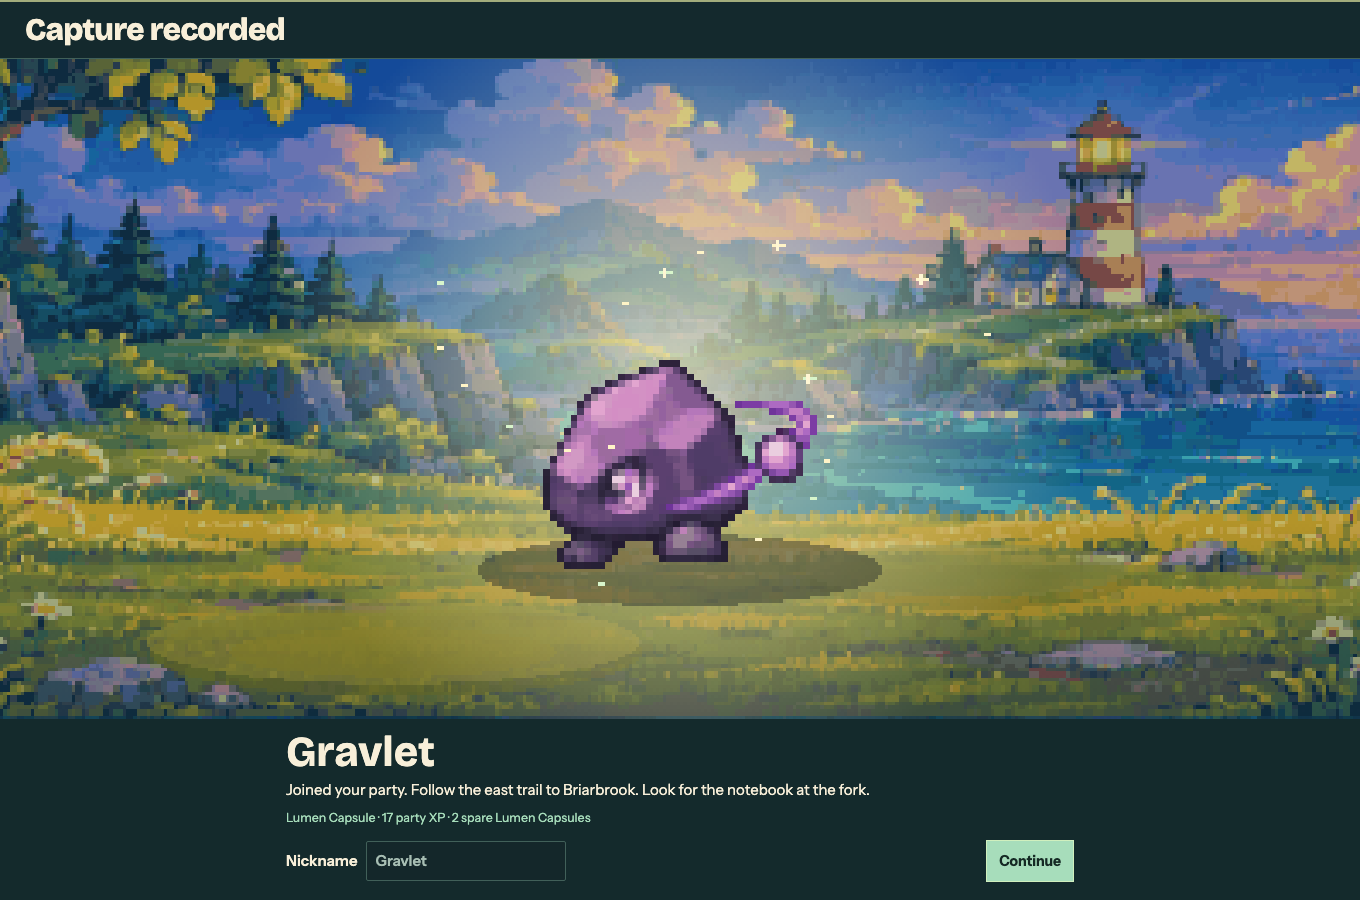 Capture recorded
Gravlet
Joined your party. Follow the east trail to Briarbrook. Look for the notebook at the fork.
Lumen Capsule · 17 party XP · 2 spare Lumen Capsules
Nickname Gravlet Continue